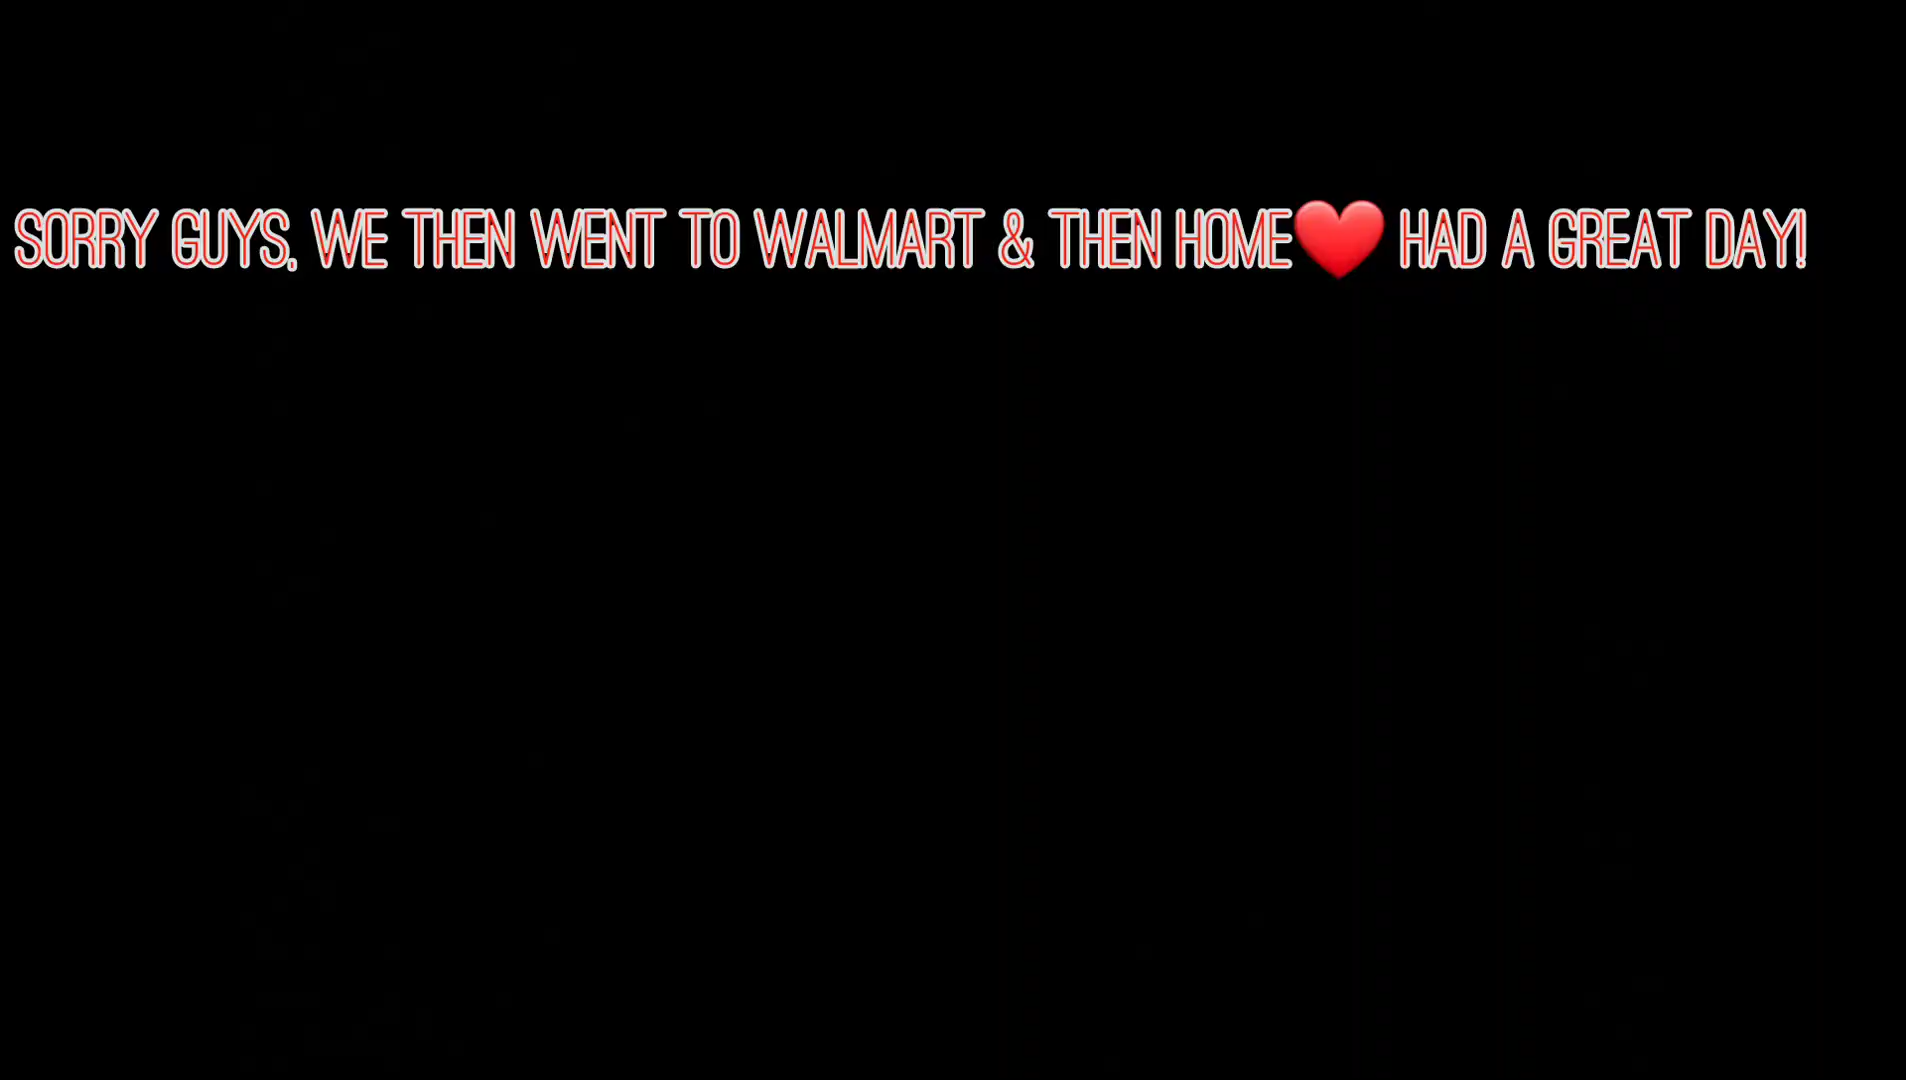 SORRY GUYS, WE THEN WENT TO WALMART & THEN HOME❤️ HAD A GREAT DAY!